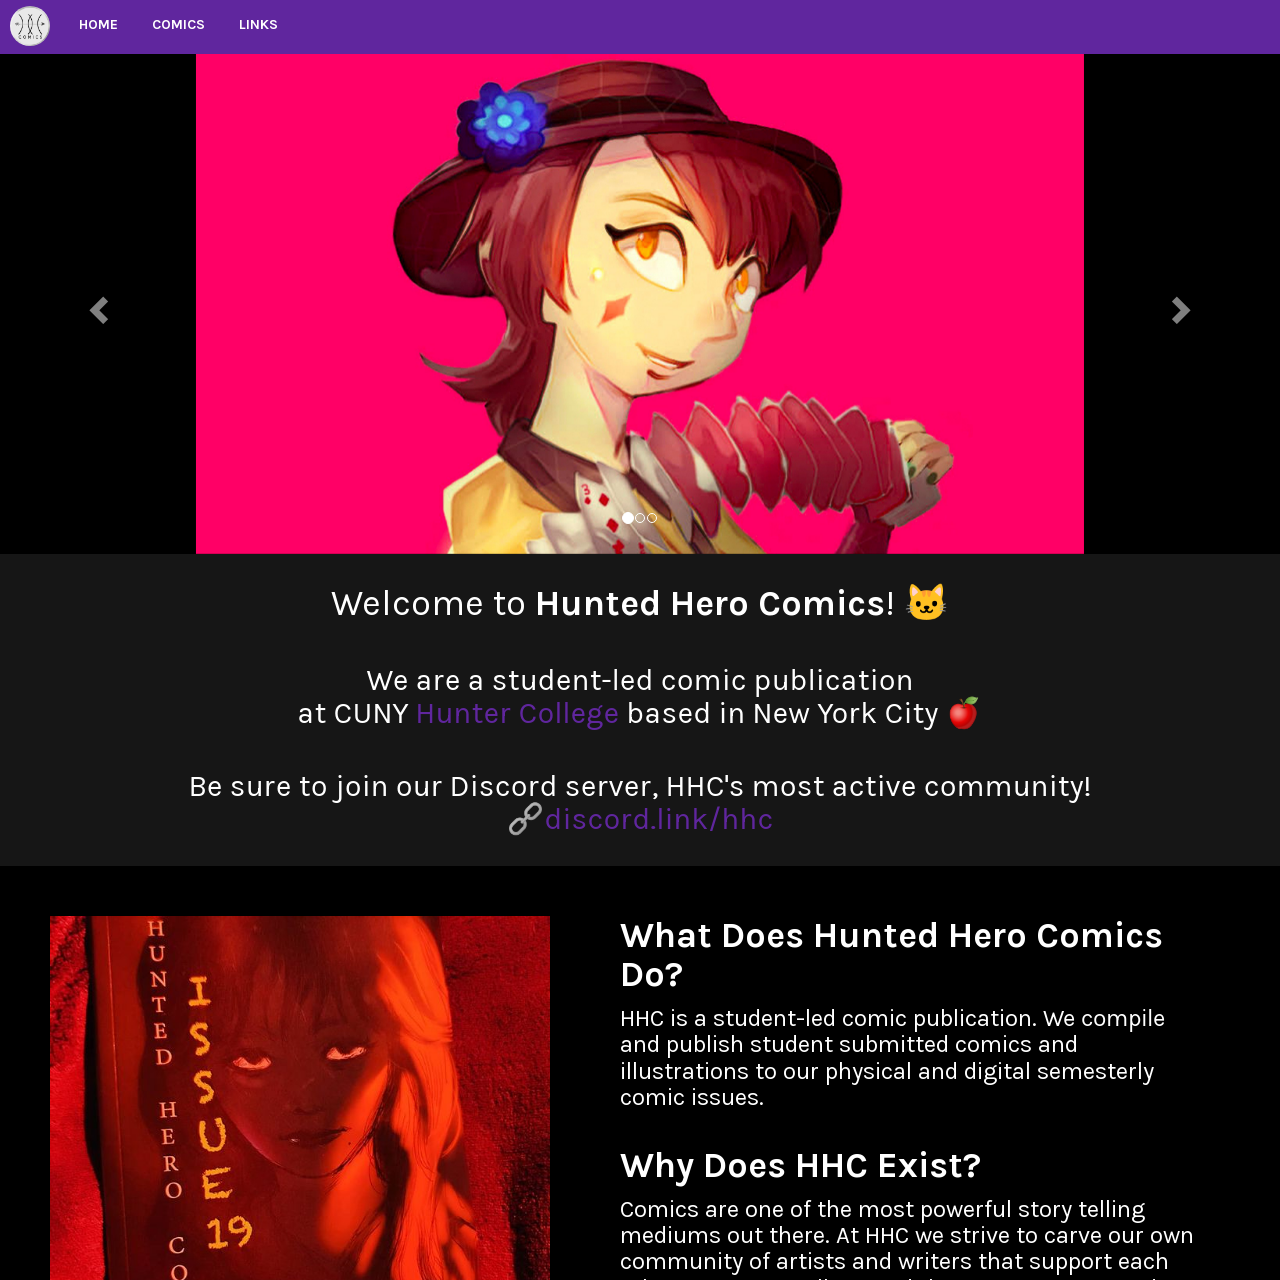 COMICS
HOME COMICS LINKS
3
Welcome to Hunted Hero Comics! 🐱
We are a student-led comic publication
at CUNY Hunter College based in New York City 🍎
Be sure to join our Discord server, HHC's most active community!
🔗discord.link/hhc
HUNTED HERO CO
ISSUE 19
What Does Hunted Hero Comics
Do?
HHC is a student-led comic publication. We compile
and publish student submitted comics and
illustrations to our physical and digital semesterly
comic issues.
Why Does HHC Exist?
Comics are one of the most powerful story telling
mediums out there. At HHC we strive to carve our own
community of artists and writers that support each